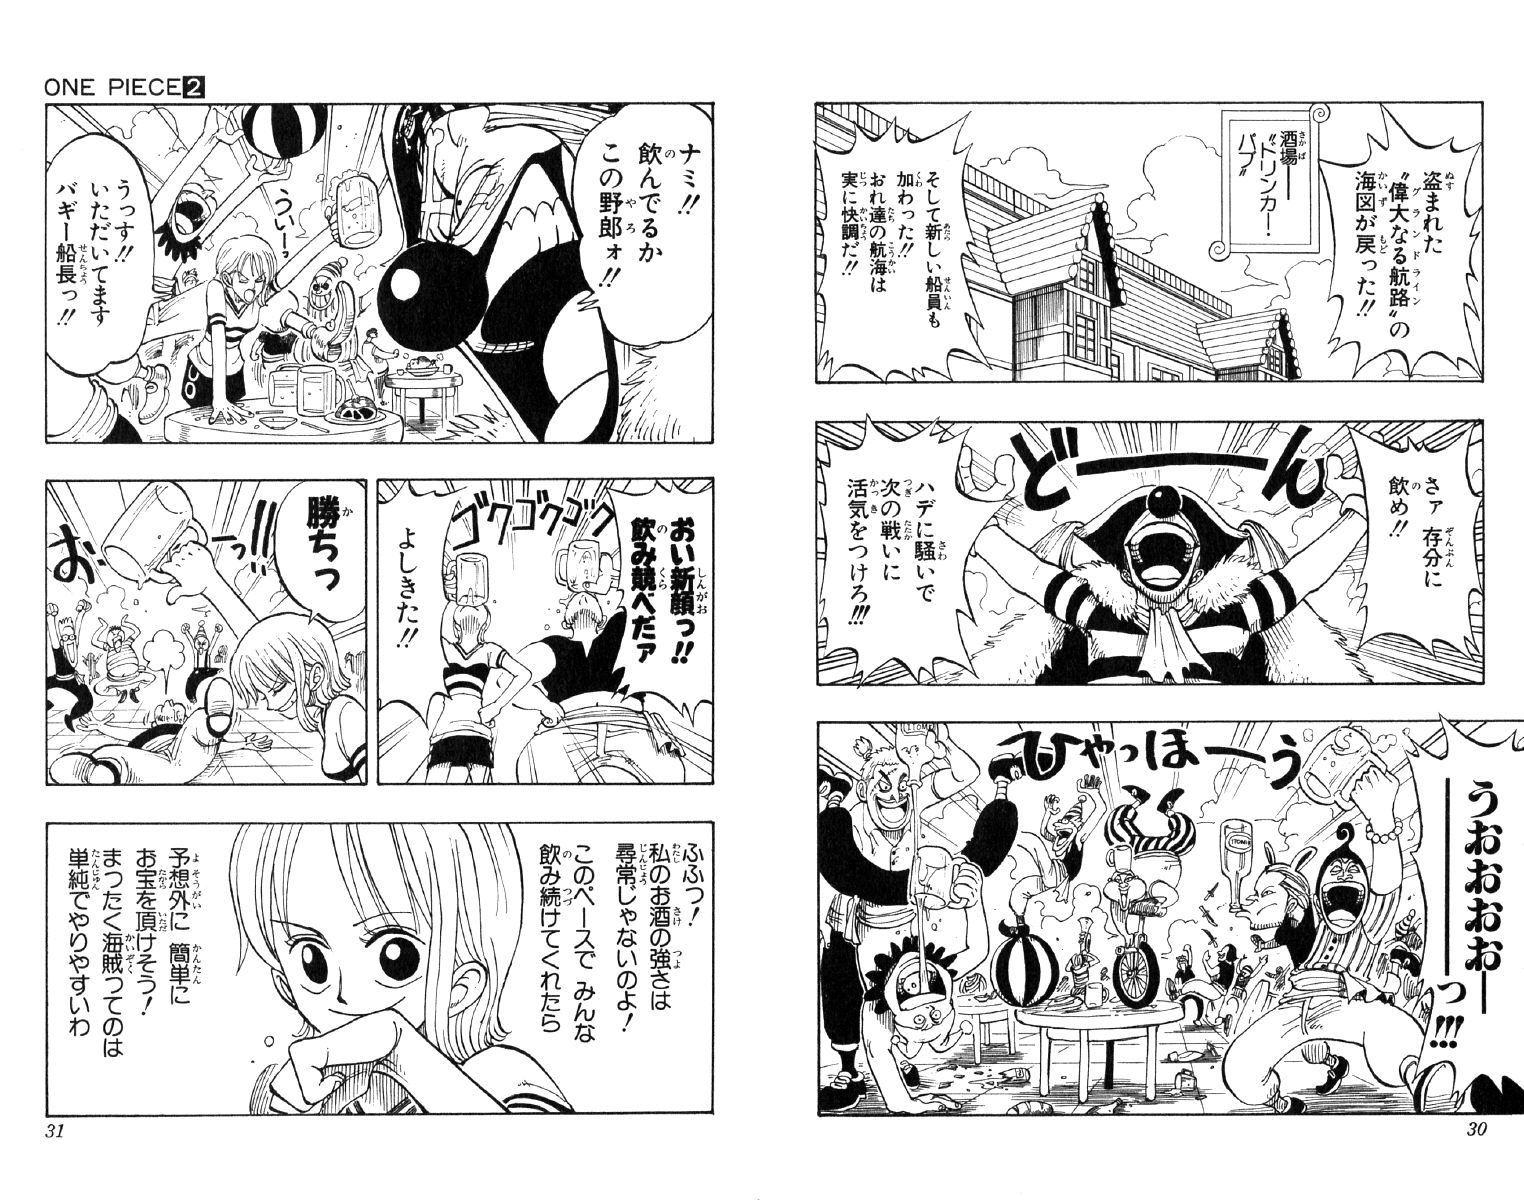 酒場――
“ドリンカー・
パブ”
盗まれた
“偉大なる航路”の
海図が戻った!!
そして新しい船員も
加わった!!
おれ達の航海は
実に快調だ!!
さァ 存分に
飲め!!
どーーん
ハデに騒いで
次の戦いに
活気をつけろ!!!
うおおおお――
――っ!!!
ひゃっほーーう
30
ONE PIECE 2
ナミ!!
飲んでるか
この野郎ォ!!
うぃーっ
うっす!!
いただいてます
バギー船長っ!!
おい新顔っ!!
飲み競べだァ
ゴクゴクゴク
よしきた!!
勝ちっ
おーっ!!
ふふっ!
私のお酒の強さは
尋常じゃないのよ!
このペースで みんな
飲み続けてくれたら
予想外に 簡単に
お宝を頂けそう!
まったく海賊ってのは
単純でやりやすいわ
31